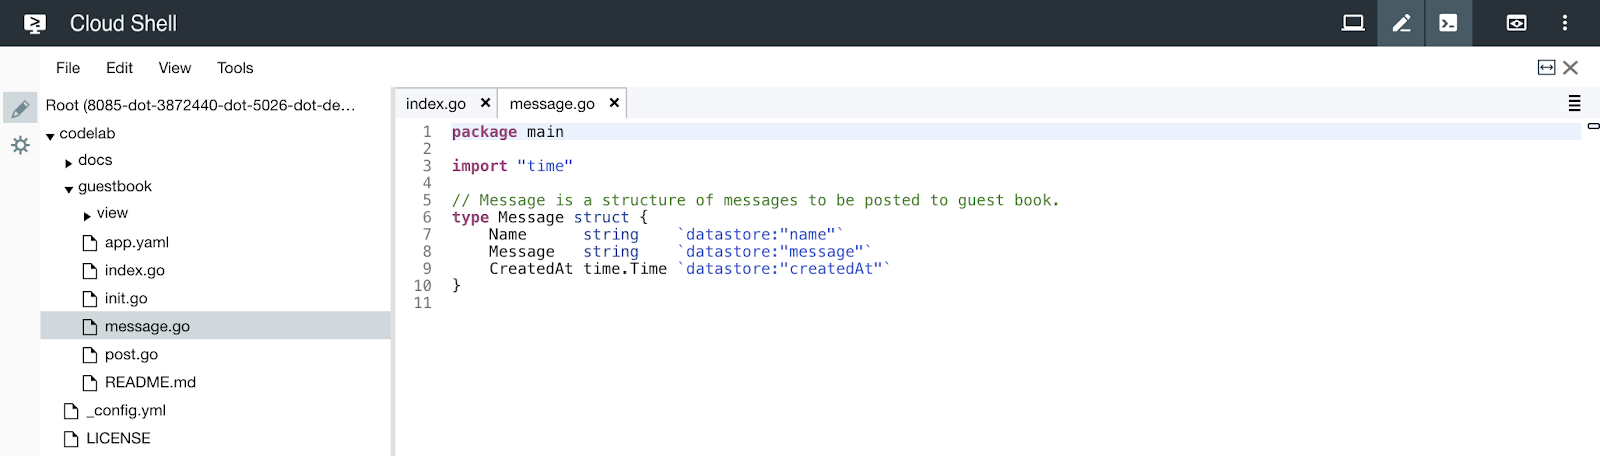 Cloud Shell
File Edit View Tools
Root (8085-dot-3872440-dot-5026-dot-de...
codelab
docs
guestbook
view
app.yaml
index.go
init.go
message.go
post.go
README.md
_config.yml
LICENSE
index.go message.go
1 package main
2
3 import "time"
4
5 // Message is a structure of messages to be posted to guest book.
6 type Message struct {
7 Name string `datastore:"name"`
8 Message string `datastore:"message"`
9 CreatedAt time.Time `datastore:"createdAt"`
10 }
11